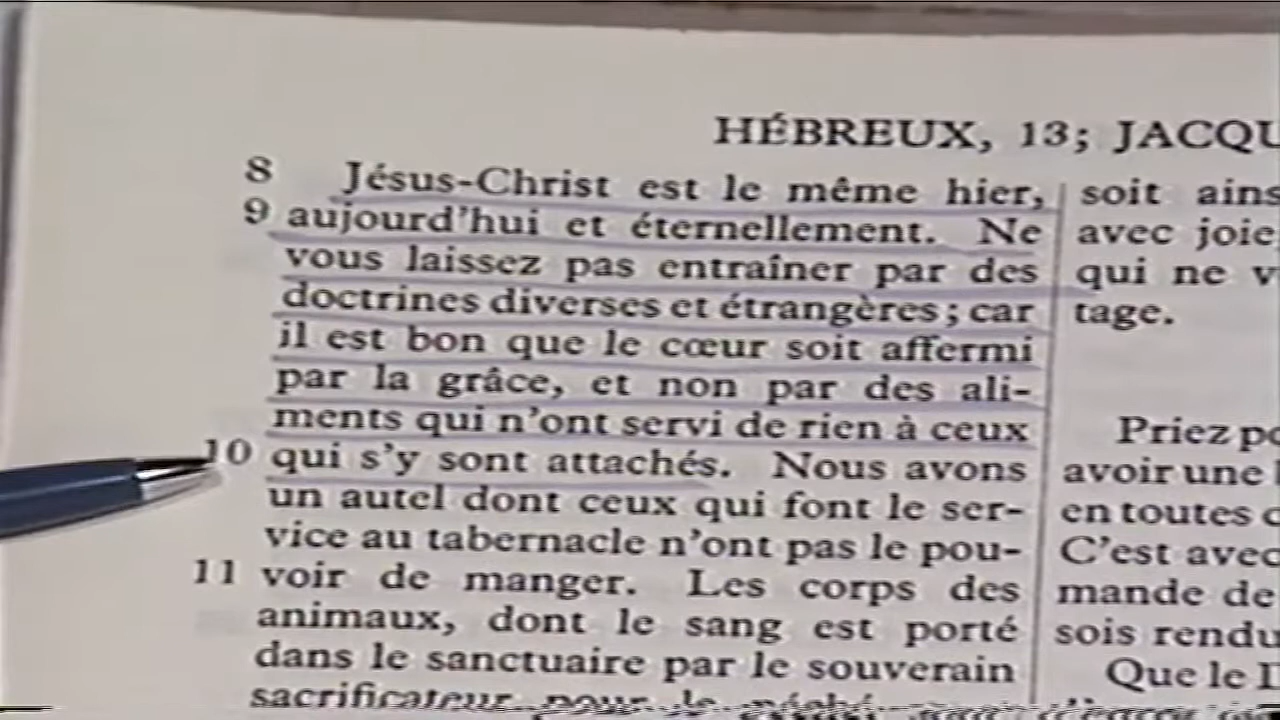 HÉBREUX, 13; JACQU
8 Jésus-Christ est le même hier,
9 aujourd'hui et éternellement. Ne
vous laissez pas entraîner par des
doctrines diverses et étrangères; car
il est bon que le cœur soit affermi
par la grâce, et non par des ali-
ments qui n'ont servi de rien à ceux
10 qui s'y sont attachés. Nous avons
un autel dont ceux qui font le ser-
vice au tabernacle n'ont pas le pou-
11 voir de manger. Les corps des
animaux, dont le sang est porté
dans le sanctuaire par le souverain
sacrificateur pour le péché
soit ains
avec joie
qui ne v
tage.
Priez po
avoir une
en toutes c
C'est avec
mande de
sois rendu
Que le D